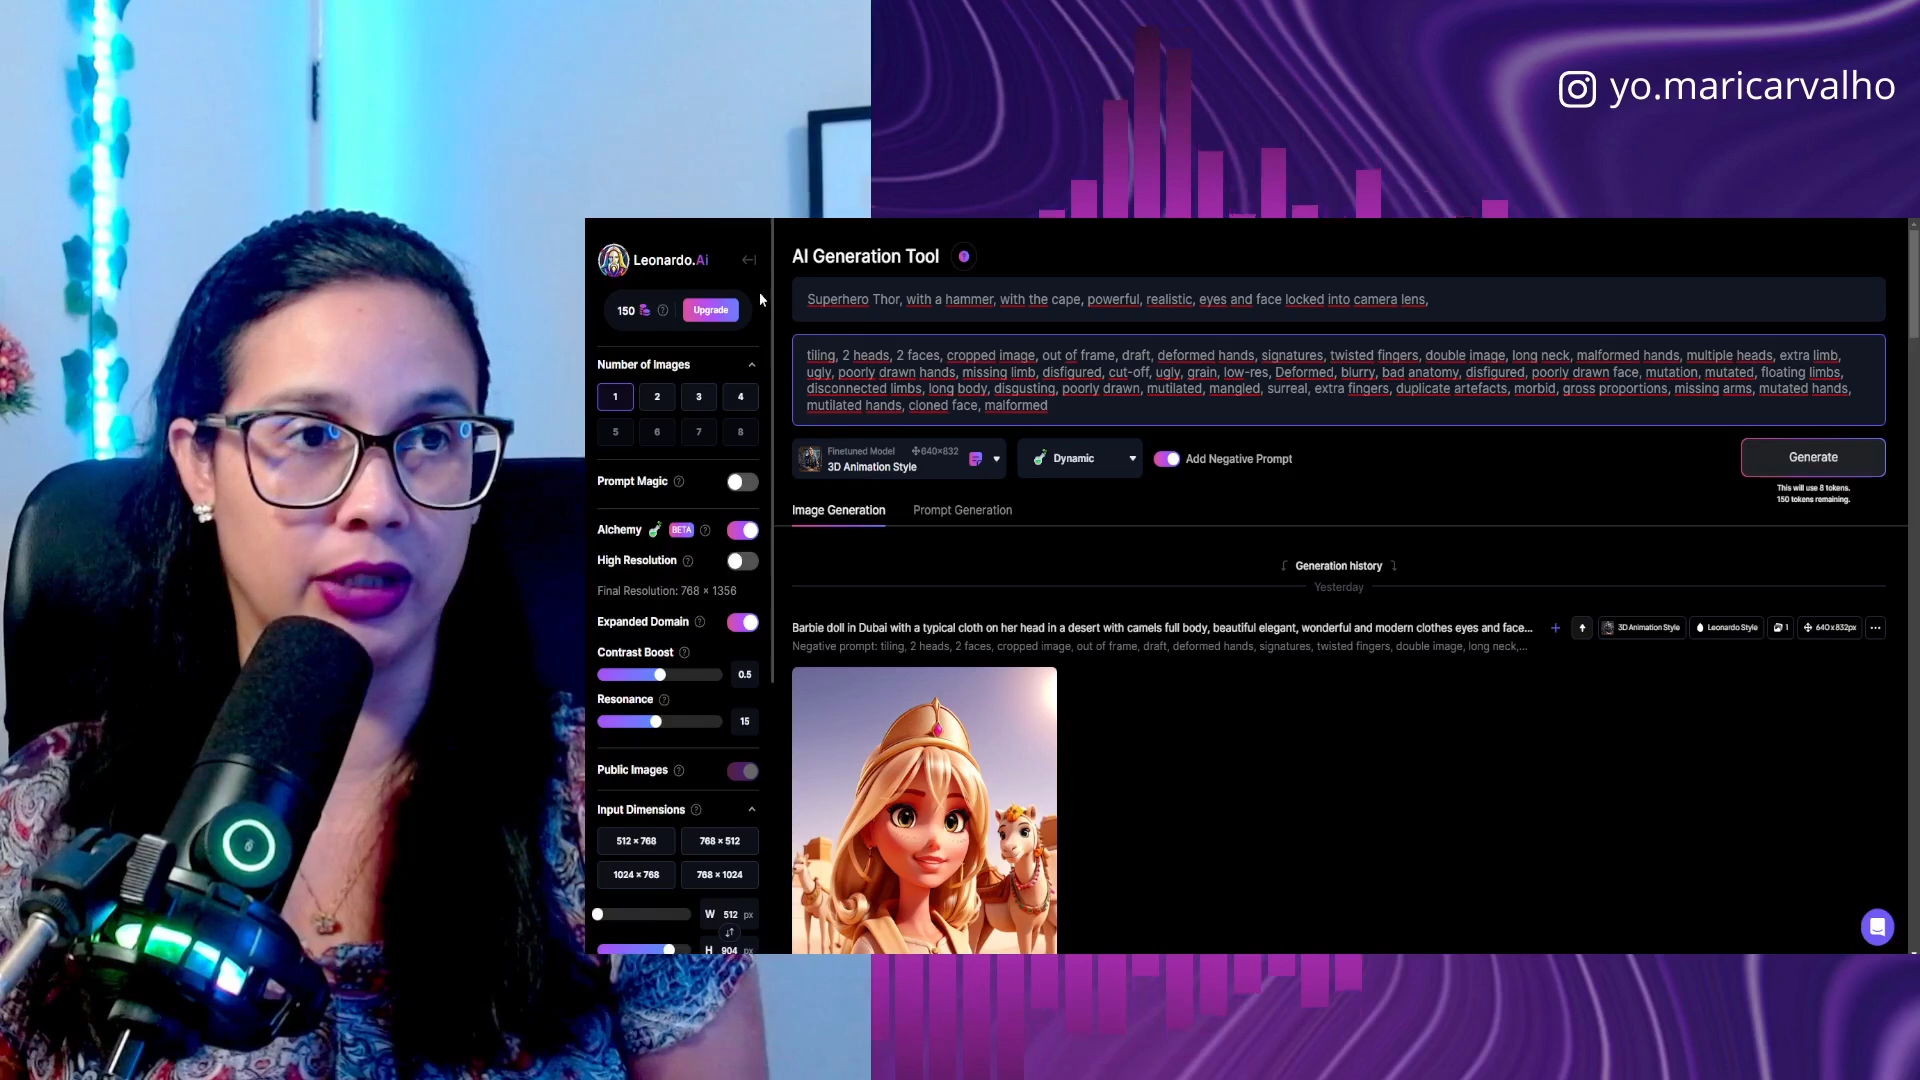 yo.maricarvalho
Leonardo.Ai
150
Upgrade
Number of Images
1 2 3 4
5 6 7 8
Prompt Magic
Alchemy BETA
High Resolution
Final Resolution: 768 × 1356
Expanded Domain
Contrast Boost
0.5
Resonance
15
Public Images
Input Dimensions
512 × 768 768 × 512
1024 × 768 768 × 1024
W 512 px
H 904 px
AI Generation Tool
Superhero Thor, with a hammer, with the cape, powerful, realistic, eyes and face locked into camera lens,
tiling, 2 heads, 2 faces, cropped image, out of frame, draft, deformed hands, signatures, twisted fingers, double image, long neck, malformed hands, multiple heads, extra limb,
ugly, poorly drawn hands, missing limb, disfigured, cut-off, ugly, grain, low-res, Deformed, blurry, bad anatomy, disfigured, poorly drawn face, mutation, mutated, floating limbs,
disconnected limbs, long body, disgusting, poorly drawn, mutilated, mangled, surreal, extra fingers, duplicate artefacts, morbid, gross proportions, missing arms, mutated hands,
mutilated hands, cloned face, malformed
Finetuned Model 640×832
3D Animation Style
Dynamic
Add Negative Prompt
Generate
This will use 8 tokens.
150 tokens remaining.
Image Generation Prompt Generation
Generation history
Yesterday
Barbie doll in Dubai with a typical cloth on her head in a desert with camels full body, beautiful elegant, wonderful and modern clothes eyes and face...
3D Animation Style Leonardo Style 1 640 x 832px
Negative prompt: tiling, 2 heads, 2 faces, cropped image, out of frame, draft, deformed hands, signatures, twisted fingers, double image, long neck,...